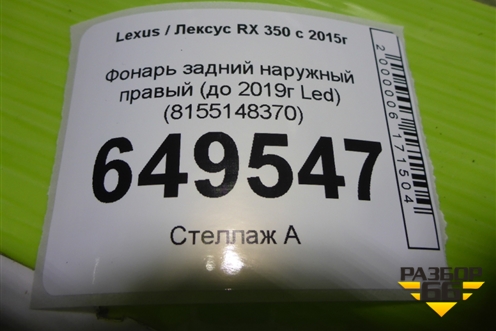 Lexus / Лексус RX 350 с 2015г
Фонарь задний наружный
правый (до 2019г Led)
(8155148370)
649547
Стеллаж А
2000006171504
РАЗБОР
66